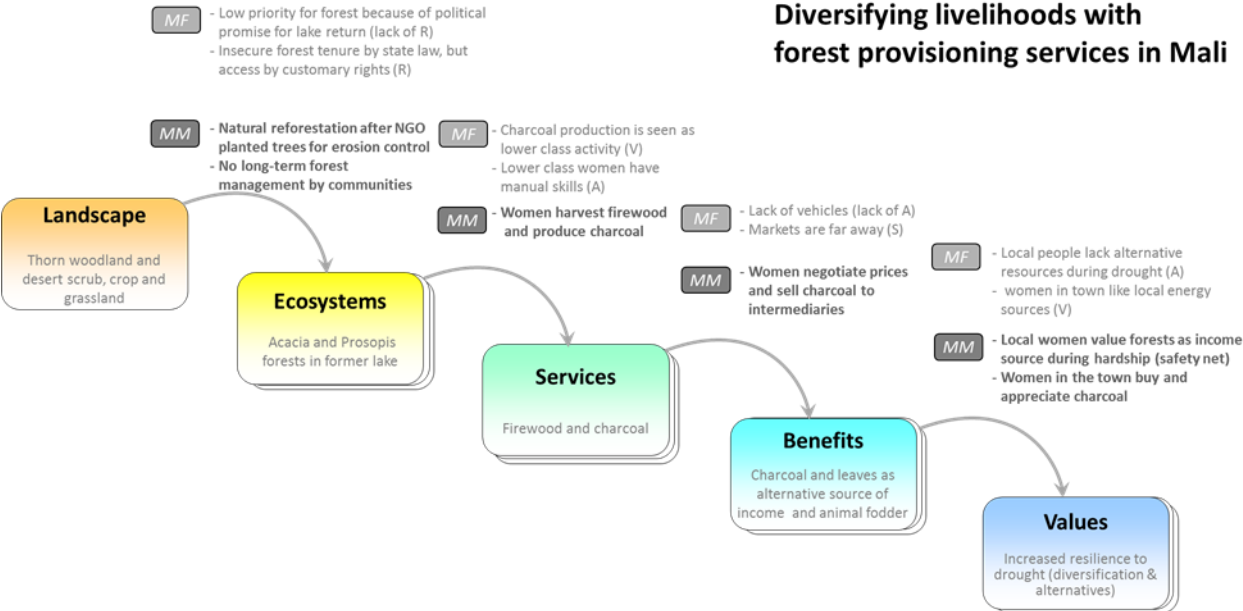 Diversifying livelihoods with
forest provisioning services in Mali
MF
- Low priority for forest because of political
promise for lake return (lack of R)
- Insecure forest tenure by state law, but
access by customary rights (R)
MM
- Natural reforestation after NGO
planted trees for erosion control
- No long-term forest
management by communities
MF
- Charcoal production is seen as
lower class activity (V)
- Lower class women have
manual skills (A)
MM
- Women harvest firewood
and produce charcoal
MF
- Lack of vehicles (lack of A)
- Markets are far away (S)
MM
- Women negotiate prices
and sell charcoal to
intermediaries
MF
- Local people lack alternative
resources during drought (A)
- women in town like local energy
sources (V)
MM
- Local women value forests as income
source during hardship (safety net)
- Women in the town buy and
appreciate charcoal
Landscape
Thorn woodland and
desert scrub, crop and
grassland
Ecosystems
Acacia and Prosopis
forests in former lake
Services
Firewood and charcoal
Benefits
Charcoal and leaves as
alternative source of
income and animal fodder
Values
Increased resilience to
drought (diversification &
alternatives)